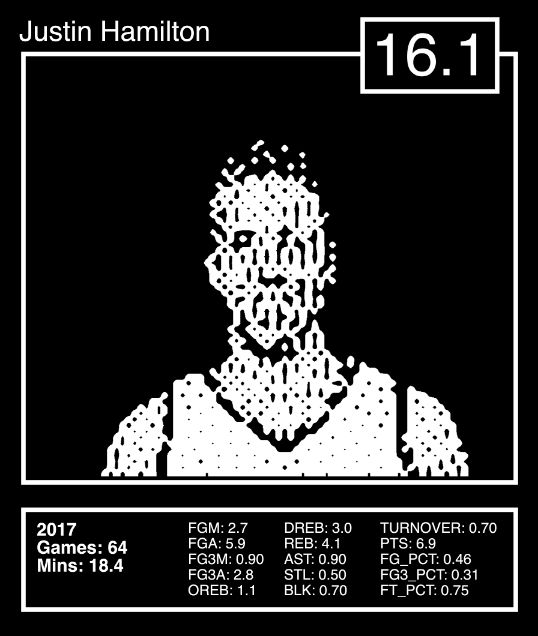 Justin Hamilton
16.1
2017
Games: 64
Mins: 18.4
FGM: 2.7
FGA: 5.9
FG3M: 0.90
FG3A: 2.8
OREB: 1.1
DREB: 3.0
REB: 4.1
AST: 0.90
STL: 0.50
BLK: 0.70
TURNOVER: 0.70
PTS: 6.9
FG_PCT: 0.46
FG3_PCT: 0.31
FT_PCT: 0.75